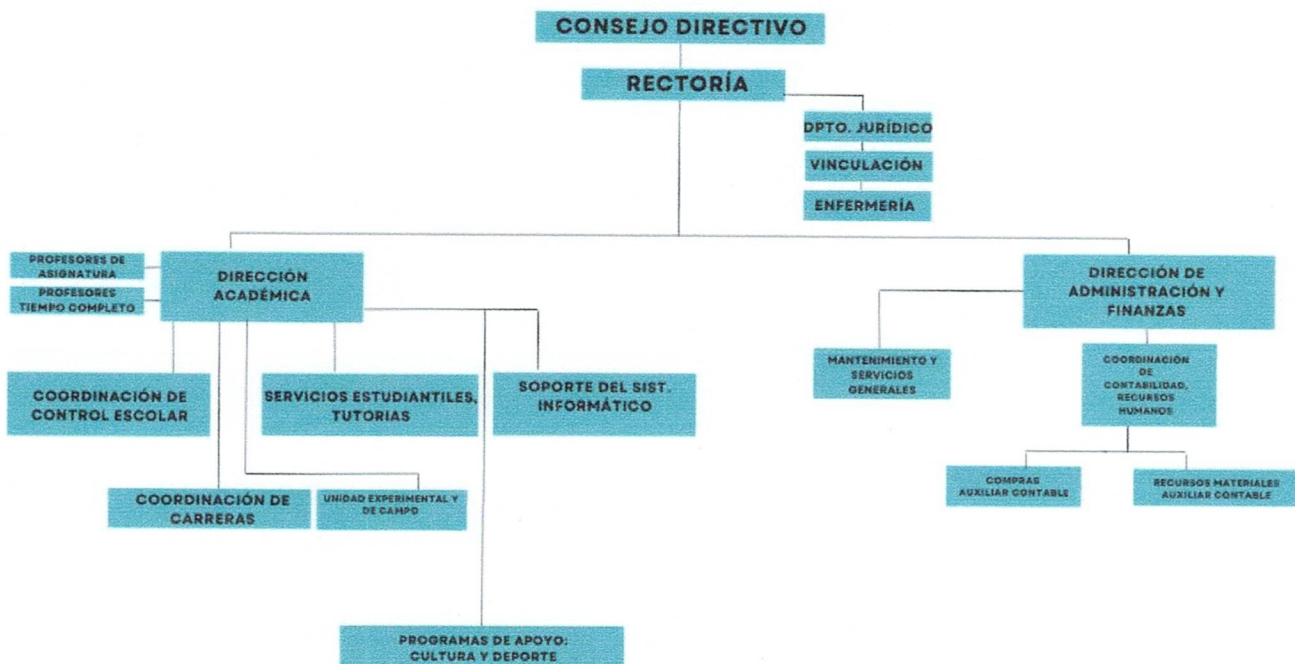 CONSEJO DIRECTIVO
RECTORÍA
DPTO. JURÍDICO
VINCULACIÓN
ENFERMERÍA
PROFESORES DE
ASIGNATURA
PROFESORES
TIEMPO COMPLETO
DIRECCIÓN
ACADÉMICA
DIRECCIÓN DE
ADMINISTRACIÓN Y
FINANZAS
COORDINACIÓN DE
CONTROL ESCOLAR
SERVICIOS ESTUDIANTILES,
TUTORIAS
SOPORTE DEL SIST.
INFORMÁTICO
MANTENIMIENTO Y
SERVICIOS
GENERALES
COORDINACIÓN
DE
CONTABILIDAD,
RECURSOS
HUMANOS
COORDINACIÓN DE
CARRERAS
UNIDAD EXPERIMENTAL Y
DE CAMPO
COMPRAS
AUXILIAR CONTABLE
RECURSOS MATERIALES
AUXILIAR CONTABLE
PROGRAMAS DE APOYO:
CULTURA Y DEPORTE